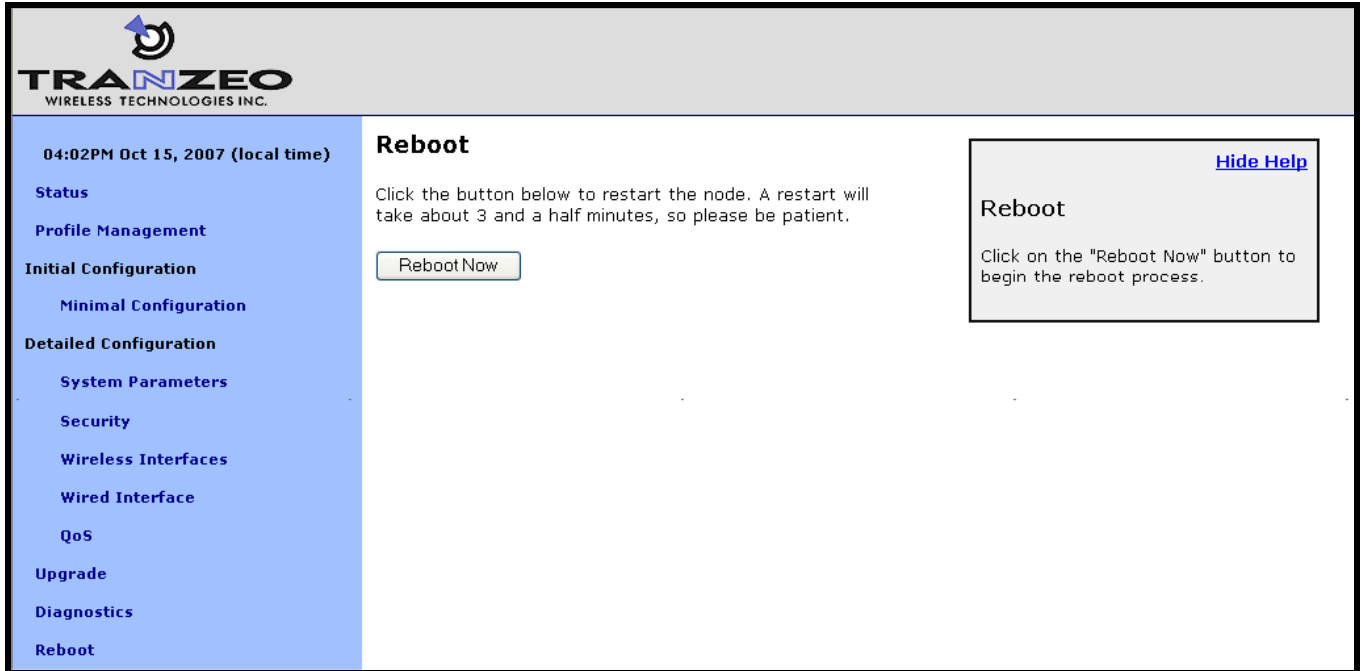 TRANZEO
WIRELESS TECHNOLOGIES INC.
04:02PM Oct 15, 2007 (local time)
Status
Profile Management
Initial Configuration
Minimal Configuration
Detailed Configuration
System Parameters
Security
Wireless Interfaces
Wired Interface
QoS
Upgrade
Diagnostics
Reboot
Reboot
Click the button below to restart the node. A restart will
take about 3 and a half minutes, so please be patient.
Reboot Now
Hide Help
Reboot
Click on the "Reboot Now" button to
begin the reboot process.